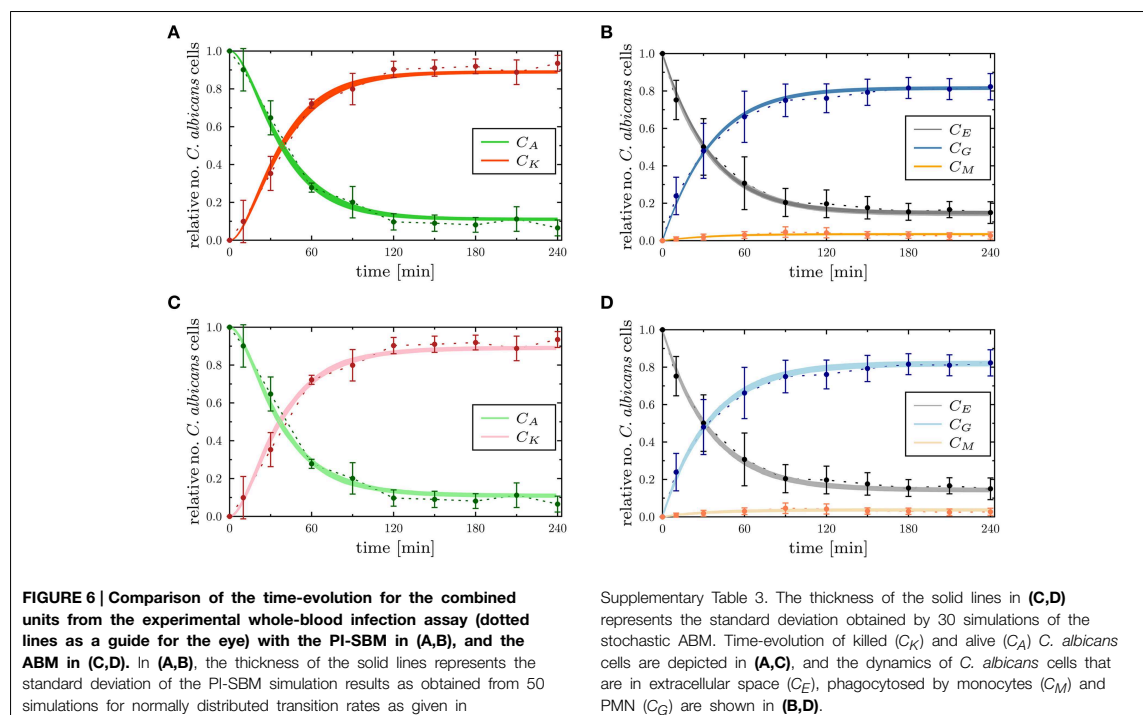 A
relative no. C. albicans cells
1.0
0.8
0.6
0.4
0.2
0.0
C_A
C_K
0 60 120 180 240
time [min]
B
relative no. C. albicans cells
1.0
0.8
0.6
0.4
0.2
0.0
C_E
C_G
C_M
0 60 120 180 240
time [min]
C
relative no. C. albicans cells
1.0
0.8
0.6
0.4
0.2
0.0
C_A
C_K
0 60 120 180 240
time [min]
D
relative no. C. albicans cells
1.0
0.8
0.6
0.4
0.2
0.0
C_E
C_G
C_M
0 60 120 180 240
time [min]
FIGURE 6 | Comparison of the time-evolution for the combined
units from the experimental whole-blood infection assay (dotted
lines as a guide for the eye) with the PI-SBM in (A,B), and the
ABM in (C,D). In (A,B), the thickness of the solid lines represents the
standard deviation of the PI-SBM simulation results as obtained from 50
simulations for normally distributed transition rates as given in
Supplementary Table 3. The thickness of the solid lines in (C,D)
represents the standard deviation obtained by 30 simulations of the
stochastic ABM. Time-evolution of killed (C_K) and alive (C_A) C. albicans
cells are depicted in (A,C), and the dynamics of C. albicans cells that
are in extracellular space (C_E), phagocytosed by monocytes (C_M) and
PMN (C_G) are shown in (B,D).